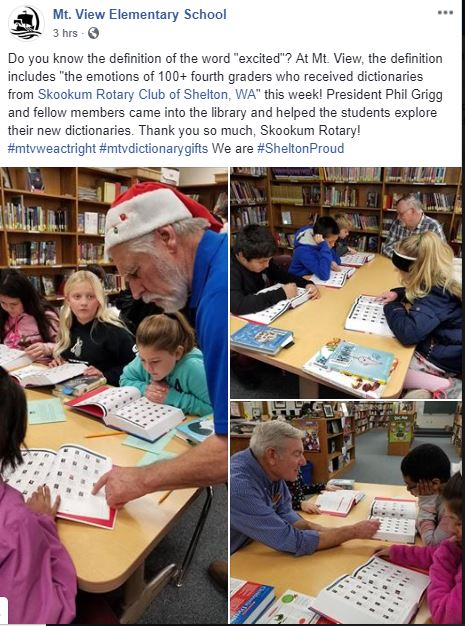 Mt. View Elementary School
3 hrs ·
Do you know the definition of the word "excited"? At Mt. View, the definition
includes "the emotions of 100+ fourth graders who received dictionaries
from Skookum Rotary Club of Shelton, WA" this week! President Phil Grigg
and fellow members came into the library and helped the students explore
their new dictionaries. Thank you so much, Skookum Rotary!
#mtvweactright #mtvdictionarygifts We are #SheltonProud